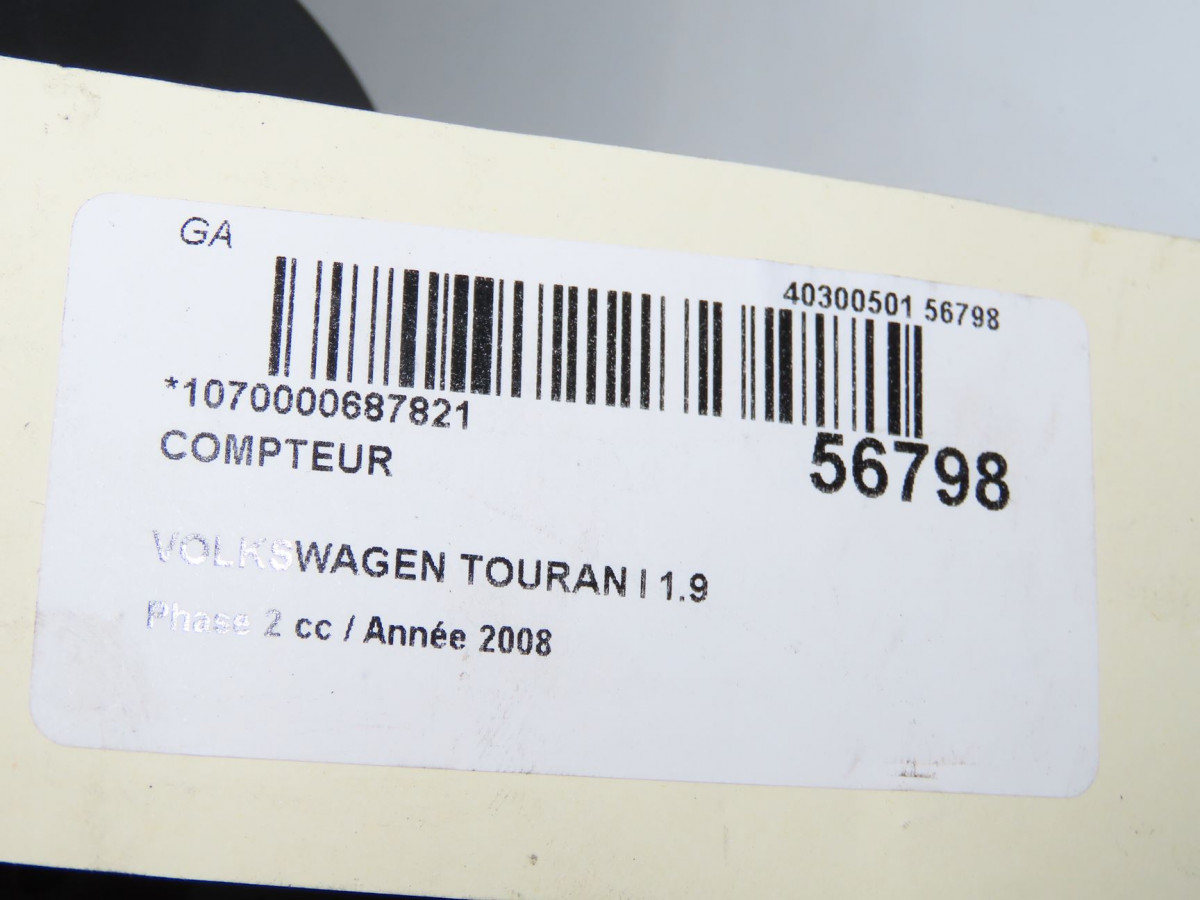 GA
40300501 56798
*1070000687821
COMPTEUR
56798
VOLKSWAGEN TOURAN I 1.9
Phase 2 cc / Année 2008